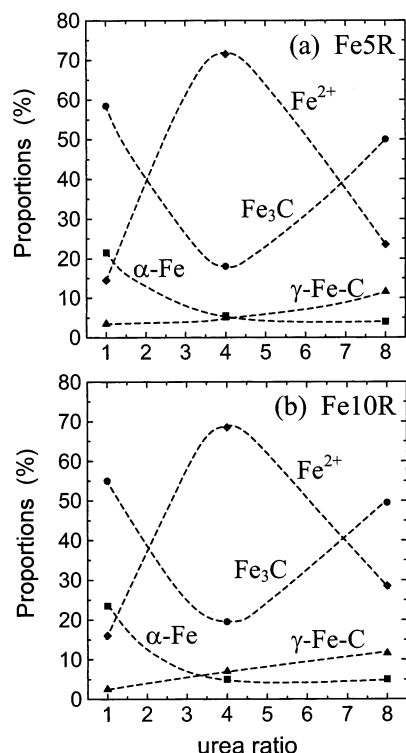 80
(a) Fe5R
70
Fe²⁺
60
50
Proportions (%)
40
Fe₃C
30
α-Fe
20
γ-Fe-C
10
0
1 2 3 4 5 6 7 8
80
(b) Fe10R
70
Fe²⁺
60
50
Proportions (%)
40
Fe₃C
30
α-Fe
20
γ-Fe-C
10
0
1 2 3 4 5 6 7 8
urea ratio